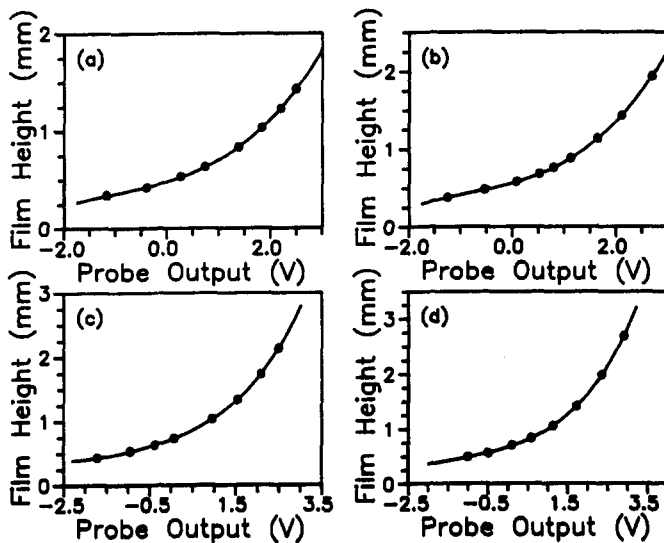 (a)
Film Height (mm)
2
1
0
-2.0 0.0 2.0
Probe Output (V)
(b)
Film Height (mm)
2
1
0
-2.0 0.0 2.0
Probe Output (V)
(c)
Film Height (mm)
3
2
1
0
-2.5 -0.5 1.5 3.5
Probe Output (V)
(d)
Film Height (mm)
3
2
1
0
-2.5 -0.5 1.5 3.5
Probe Output (V)